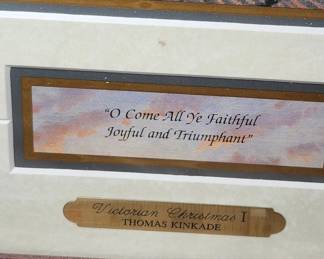 “O Come All Ye Faithful
Joyful and Triumphant”
Victorian Christmas I
THOMAS KINKADE